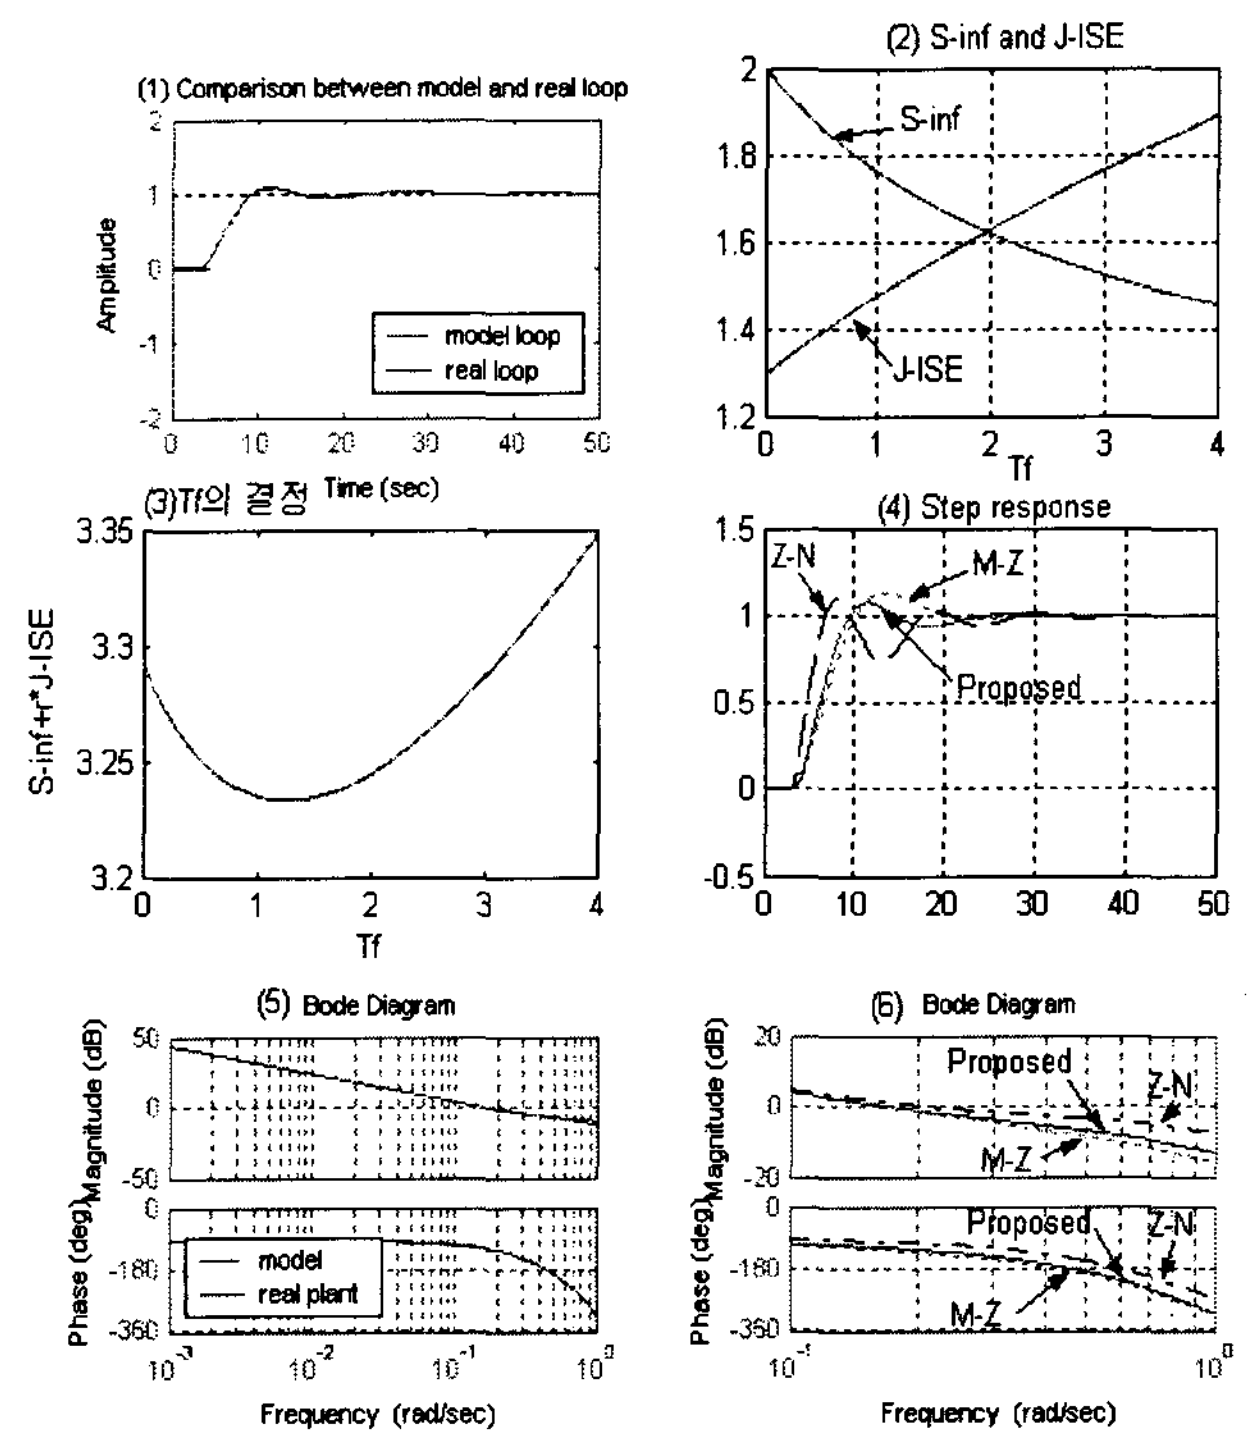 (1) Comparison between model and real loop
2
1
0
-1
-2
Amplitude
model loop
real loop
0 10 20 30 40 50
Time (sec)
(2) S-inf and J-ISE
2
1.8
1.6
1.4
1.2
S-inf
J-ISE
0 1 2 3 4
Tf
(3)Tf의 결정
3.35
3.3
3.25
3.2
S-inf+r*J-ISE
0 1 2 3 4
Tf
(4) Step response
1.5
1
0.5
0
-0.5
Z-N
M-Z
Proposed
0 10 20 30 40 50
(5) Bode Diagram
50
0
-50
Magnitude (dB)
0
-180
-360
Phase (deg)
model
real plant
10^-3 10^-2 10^-1 10^0
Frequency (rad/sec)
(6) Bode Diagram
20
0
-20
Magnitude (dB)
Proposed
Z-N
M-Z
0
-180
-360
Phase (deg)
Proposed
Z-N
M-Z
10^-1 10^0
Frequency (rad/sec)